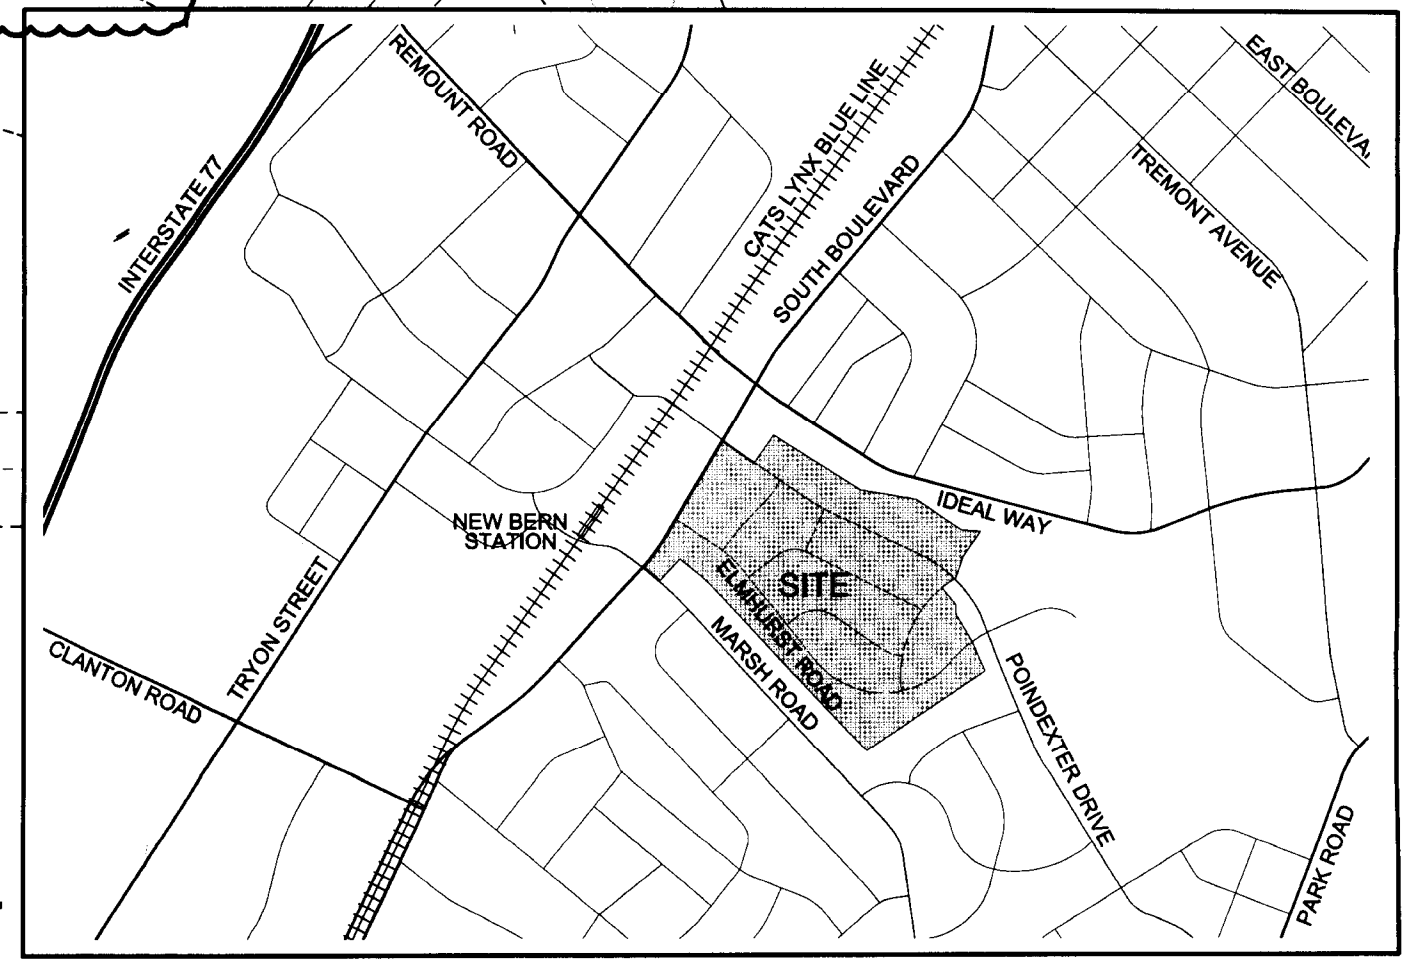 REMOUNT ROAD
EAST BOULEVA
CATS LYNX BLUE LINE
TREMONT AVENUE
INTERSTATE 77
SOUTH BOULEVARD
IDEAL WAY
NEW BERN
STATION
SITE
ELMHURST ROAD
TRYON STREET
MARSH ROAD
CLANTON ROAD
POINDEXTER DRIVE
PARK ROAD